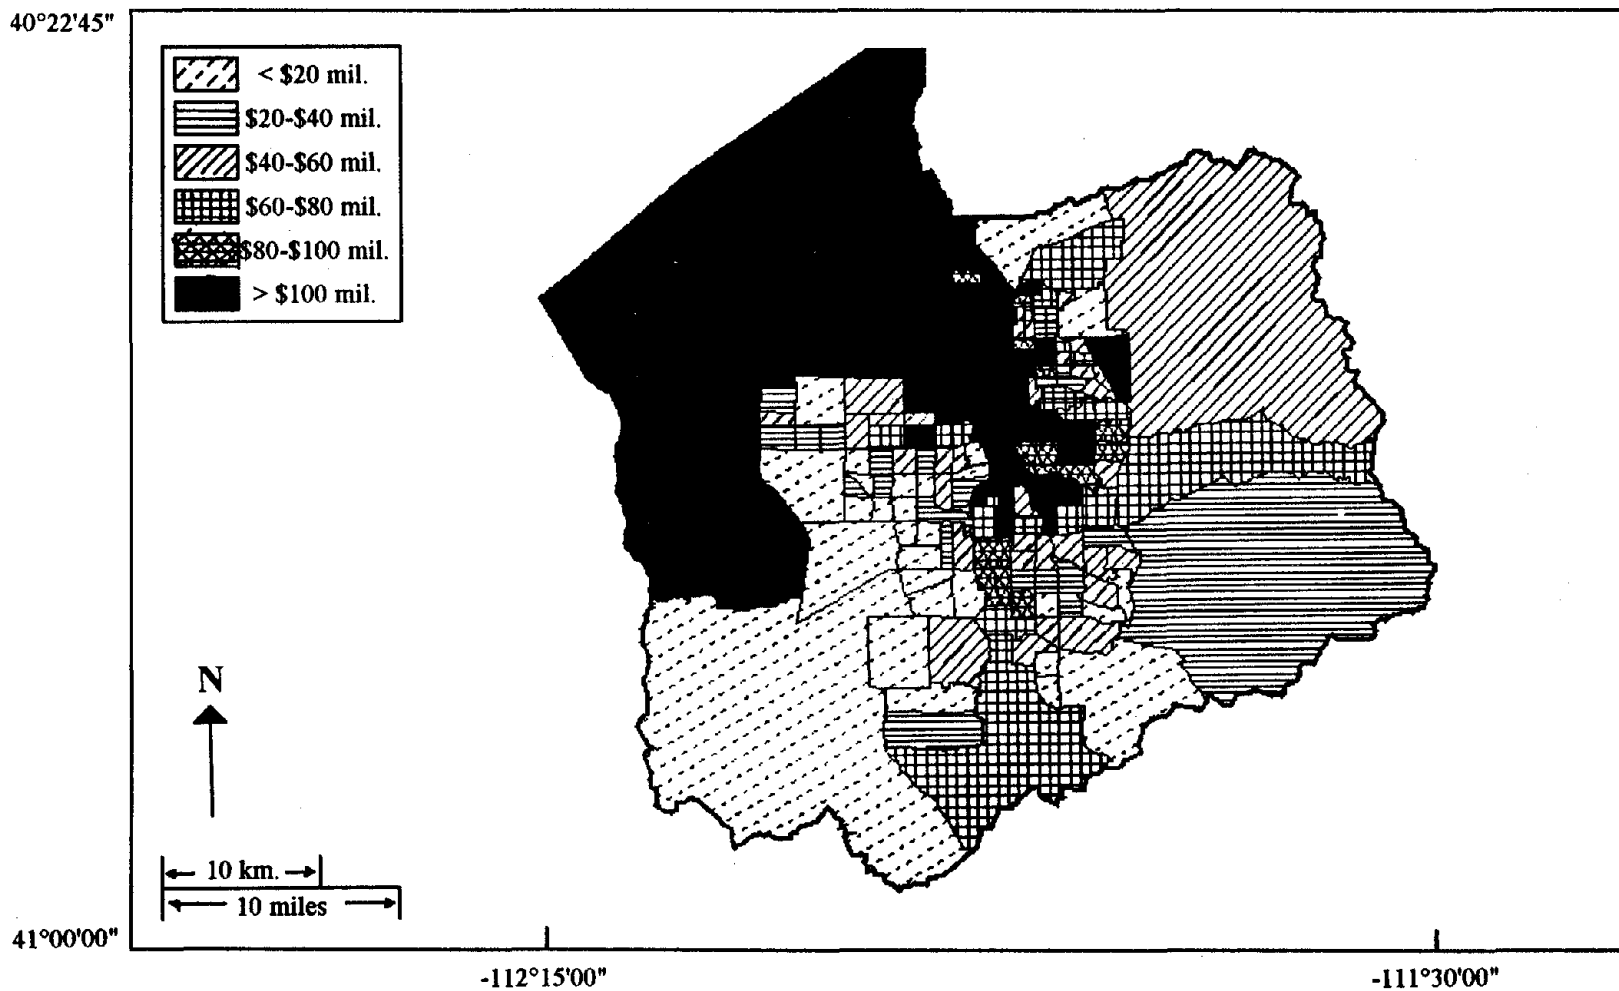 40°22'45"
< $20 mil.
$20-$40 mil.
$40-$60 mil.
$60-$80 mil.
$80-$100 mil.
> $100 mil.
N
10 km.
10 miles
41°00'00"
-112°15'00" -111°30'00"